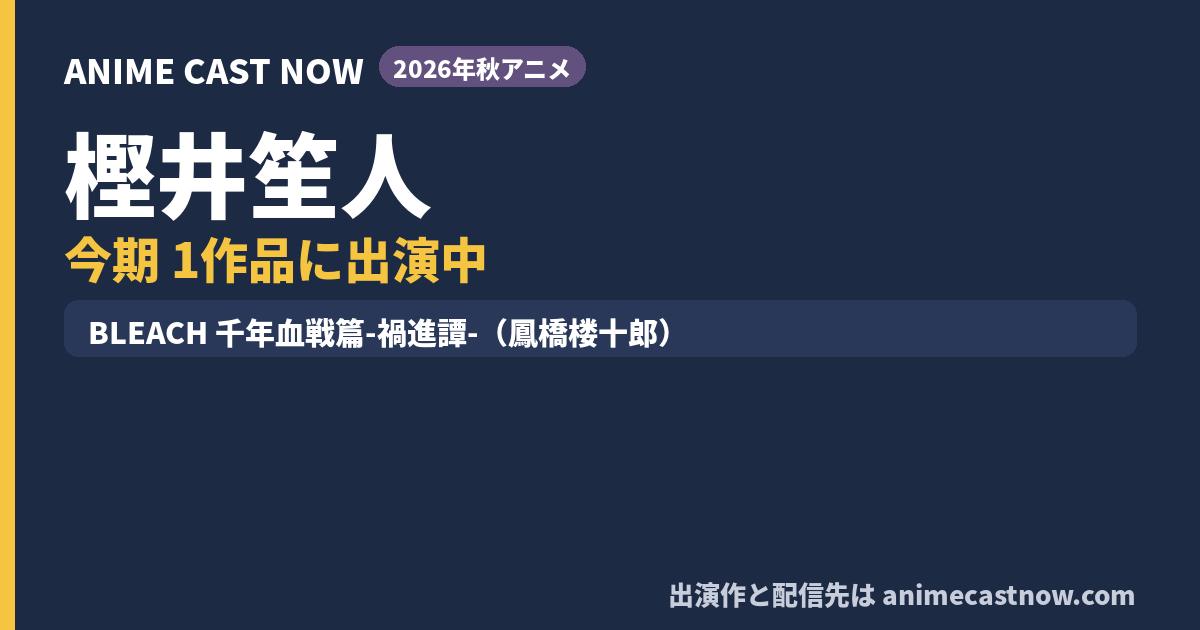 ANIME CAST NOW 2026年秋アニメ
樫井笙人
今期 1作品に出演中
BLEACH 千年血戦篇-禍進譚-（鳳橋楼十郎）
出演作と配信先は animecastnow.com